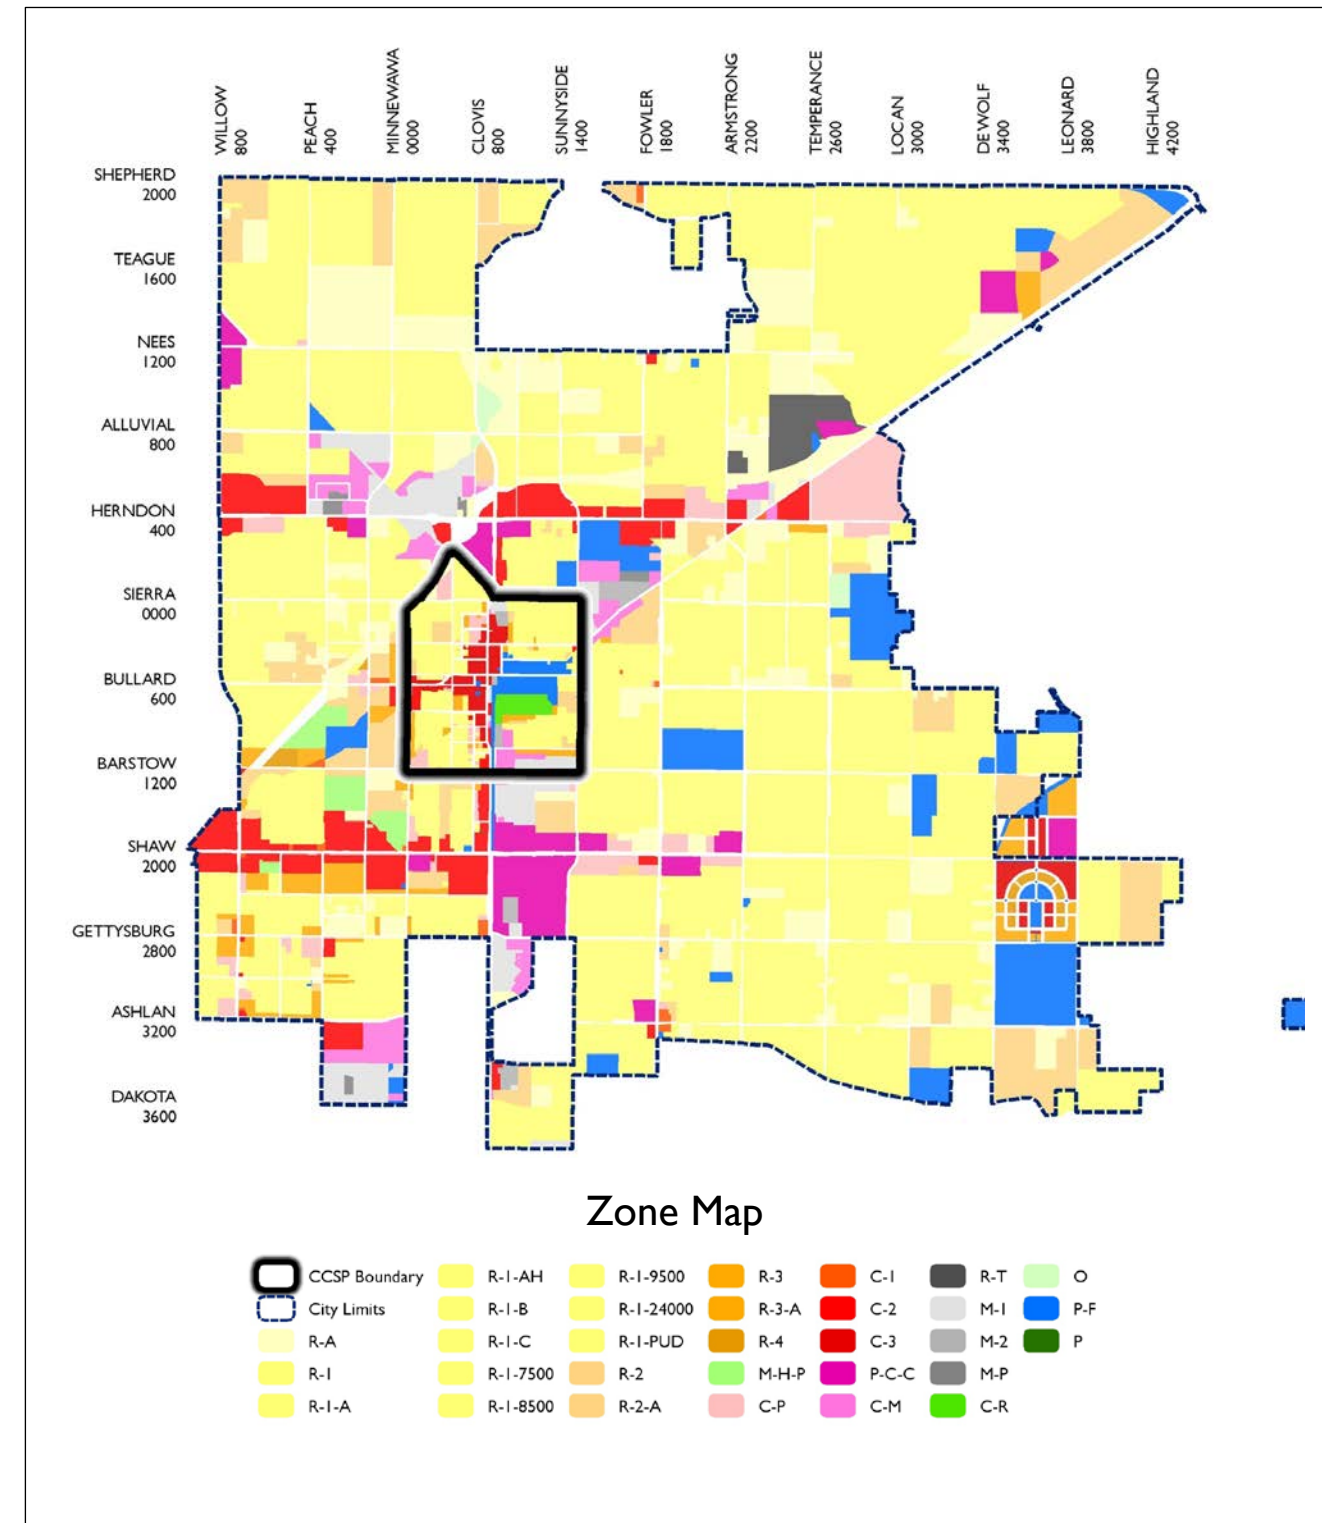 WILLOW
800
PEACH
400
MINNEWAWA
0000
CLOVIS
800
SUNNYSIDE
1400
FOWLER
1800
ARMSTRONG
2200
TEMPERANCE
2600
LOCAN
3000
DE WOLF
3400
LEONARD
3800
HIGHLAND
4200
SHEPHERD
2000
TEAGUE
1600
NEES
1200
ALLUVIAL
800
HERNDON
400
SIERRA
0000
BULLARD
600
BARSTOW
1200
SHAW
2000
GETTYSBURG
2800
ASHLAN
3200
DAKOTA
3600
Zone Map
CCSP Boundary
City Limits
R-A
R-1
R-1-A
R-1-AH
R-1-B
R-1-C
R-1-7500
R-1-8500
R-1-9500
R-1-24000
R-1-PUD
R-2
R-2-A
R-3
R-3-A
R-4
M-H-P
C-P
C-1
C-2
C-3
P-C-C
C-M
R-T
M-1
M-2
M-P
C-R
O
P-F
P